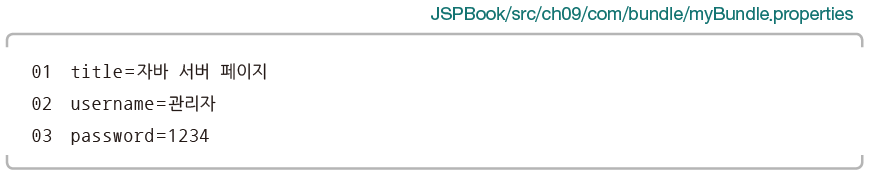 JSPBook/src/ch09/com/bundle/myBundle.properties
01 title=자바 서버 페이지
02 username=관리자
03 password=1234